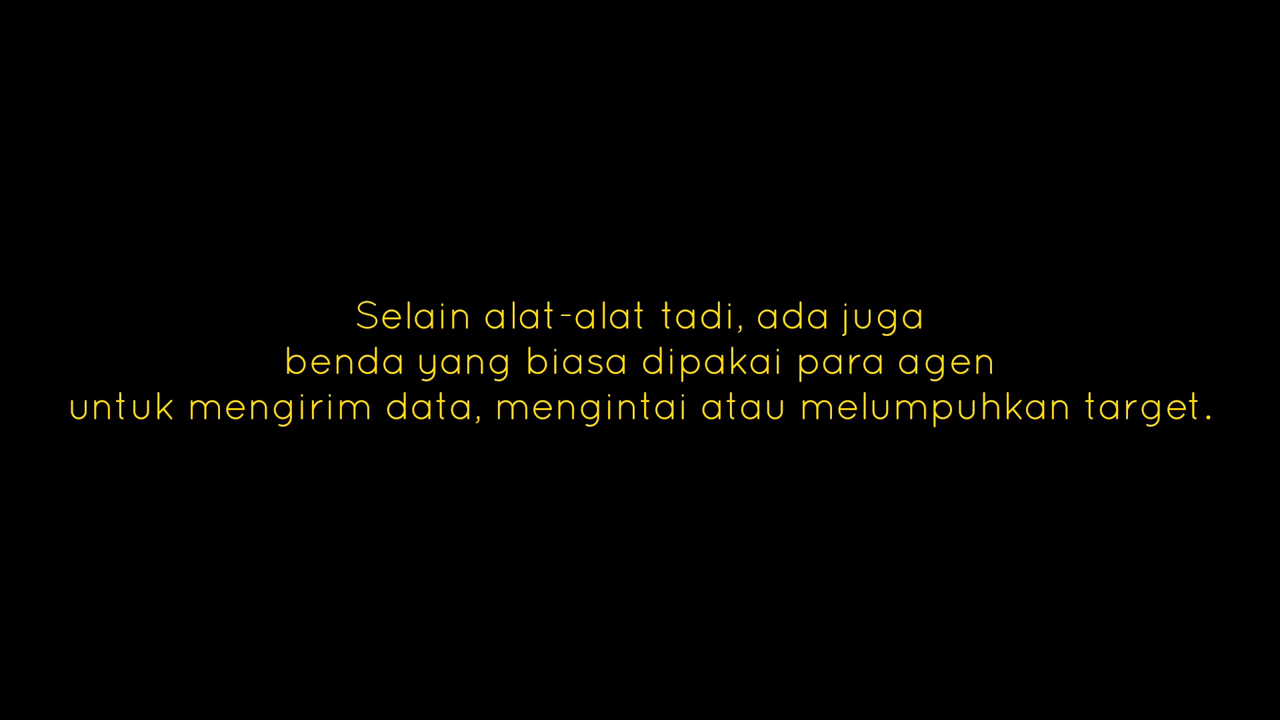 Selain alat-alat tadi, ada juga
benda yang biasa dipakai para agen
untuk mengirim data, mengintai atau melumpuhkan target.